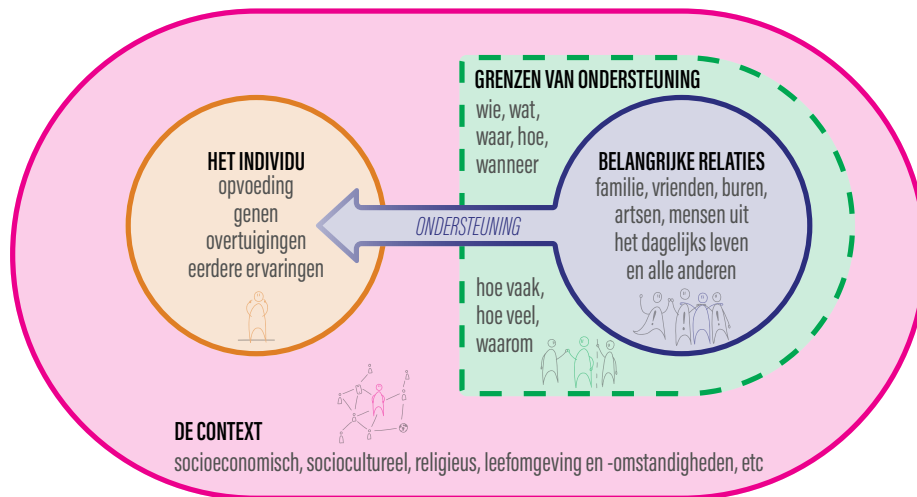 GRENZEN VAN ONDERSTEUNING
wie, wat,
waar, hoe,
wanneer
HET INDIVIDU
opvoeding
genen
overtuigingen
eerdere ervaringen
ONDERSTEUNING
BELANGRIJKE RELATIES
familie, vrienden, buren,
artsen, mensen uit
het dagelijks leven
en alle anderen
hoe vaak,
hoe veel,
waarom
DE CONTEXT
socioeconomisch, sociocultureel, religieus, leefomgeving en -omstandigheden, etc